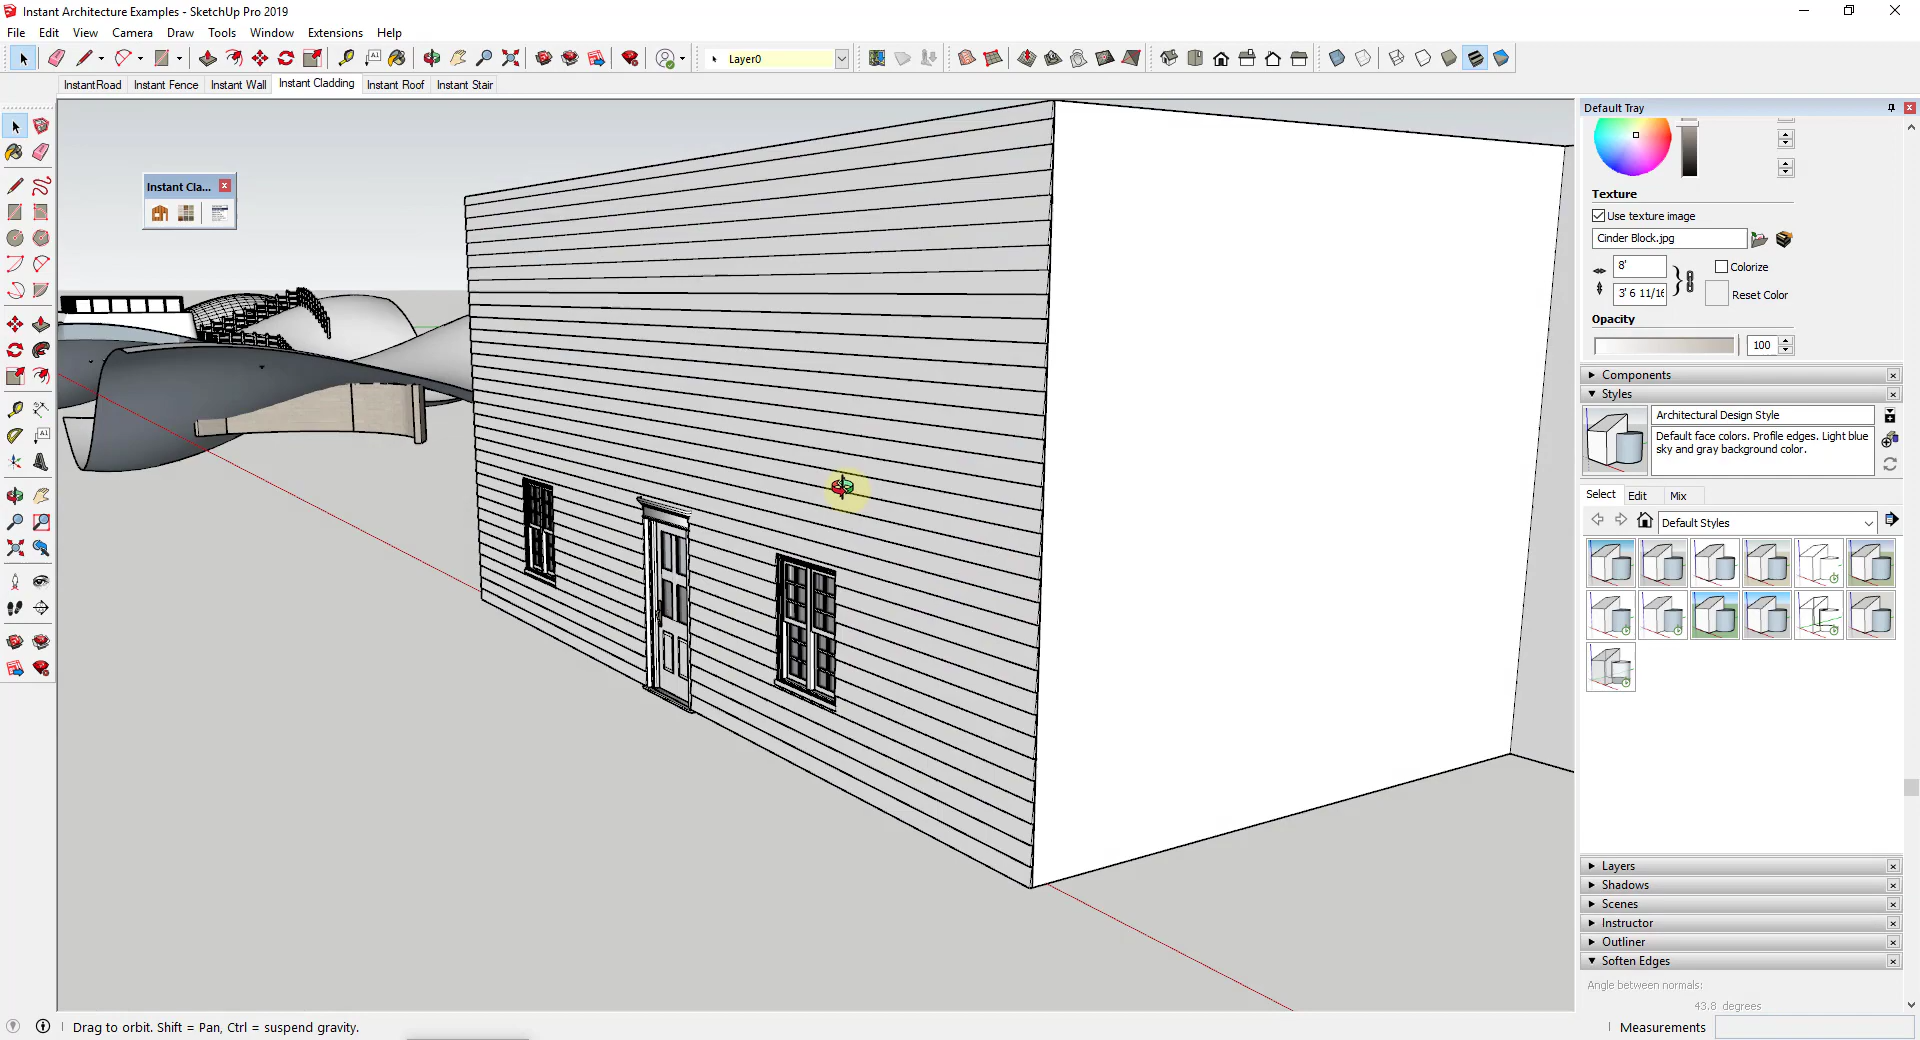 Instant Architecture Examples - SketchUp Pro 2019
File Edit View Camera Draw Tools Window Extensions Help
Layer0
InstantRoad Instant Fence Instant Wall Instant Cladding Instant Roof Instant Stair
Default Tray
Instant Cla...
Texture
Use texture image
Cinder Block.jpg
8'
Colorize
3' 6 11/16
Reset Color
Opacity
100
Components
Styles
Architectural Design Style
Default face colors. Profile edges. Light blue
sky and gray background color.
Select Edit Mix
Default Styles
Layers
Shadows
Scenes
Instructor
Outliner
Soften Edges
Angle between normals:
43.8 degrees
Drag to orbit. Shift = Pan, Ctrl = suspend gravity.
Measurements